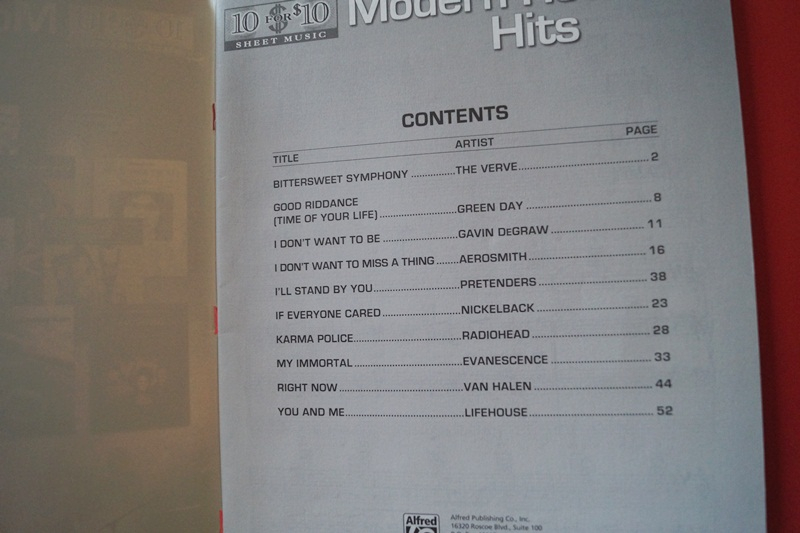 10 FOR $10
SHEET MUSIC
Modern
Hits
CONTENTS
TITLE ARTIST PAGE
BITTERSWEET SYMPHONY ................THE VERVE.................................................2
GOOD RIDDANCE
(TIME OF YOUR LIFE)............................GREEN DAY................................................8
I DON'T WANT TO BE ..........................GAVIN DEGRAW ....................................11
I DON'T WANT TO MISS A THING........AEROSMITH..........................................16
I'LL STAND BY YOU..............................PRETENDERS ........................................38
IF EVERYONE CARED............................NICKELBACK .........................................23
KARMA POLICE.....................................RADIOHEAD ...........................................28
MY IMMORTAL .....................................EVANESCENCE ....................................33
RIGHT NOW ..........................................VAN HALEN ............................................44
YOU AND ME.........................................LIFEHOUSE.............................................52
Alfred
Alfred Publishing Co., Inc.
16320 Roscoe Blvd., Suite 100